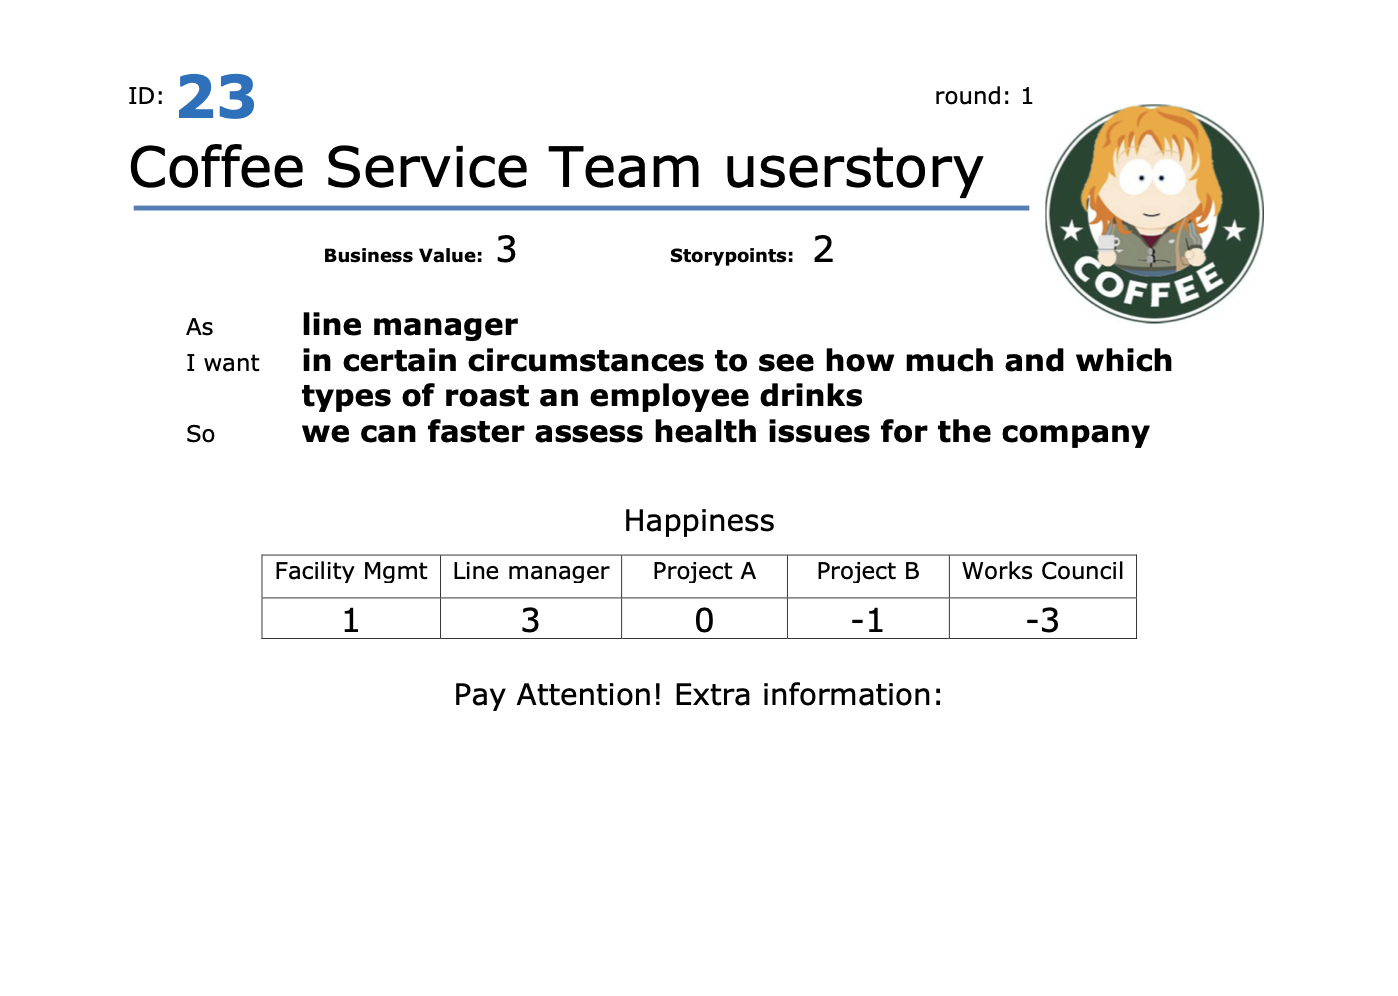 ID: 23
round: 1
Coffee Service Team userstory
Business Value: 3 Storypoints: 2
COFFEE
As line manager
I want in certain circumstances to see how much and which
types of roast an employee drinks
So we can faster assess health issues for the company
Happiness
Facility Mgmt Line manager Project A Project B Works Council
1 3 0 -1 -3
Pay Attention! Extra information: